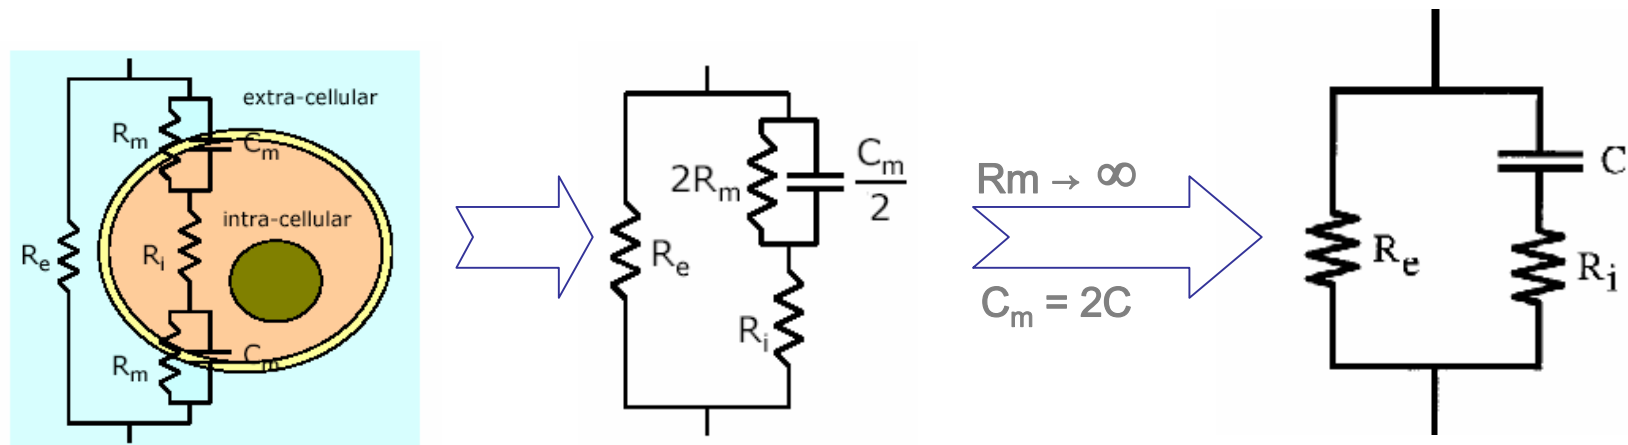 extra-cellular
Rm
Cm
intra-cellular
Re
Ri
Rm
Cm
2Rm
Cm
2
Re
Ri
Rm → ∞
Cm = 2C
C
Re
Ri